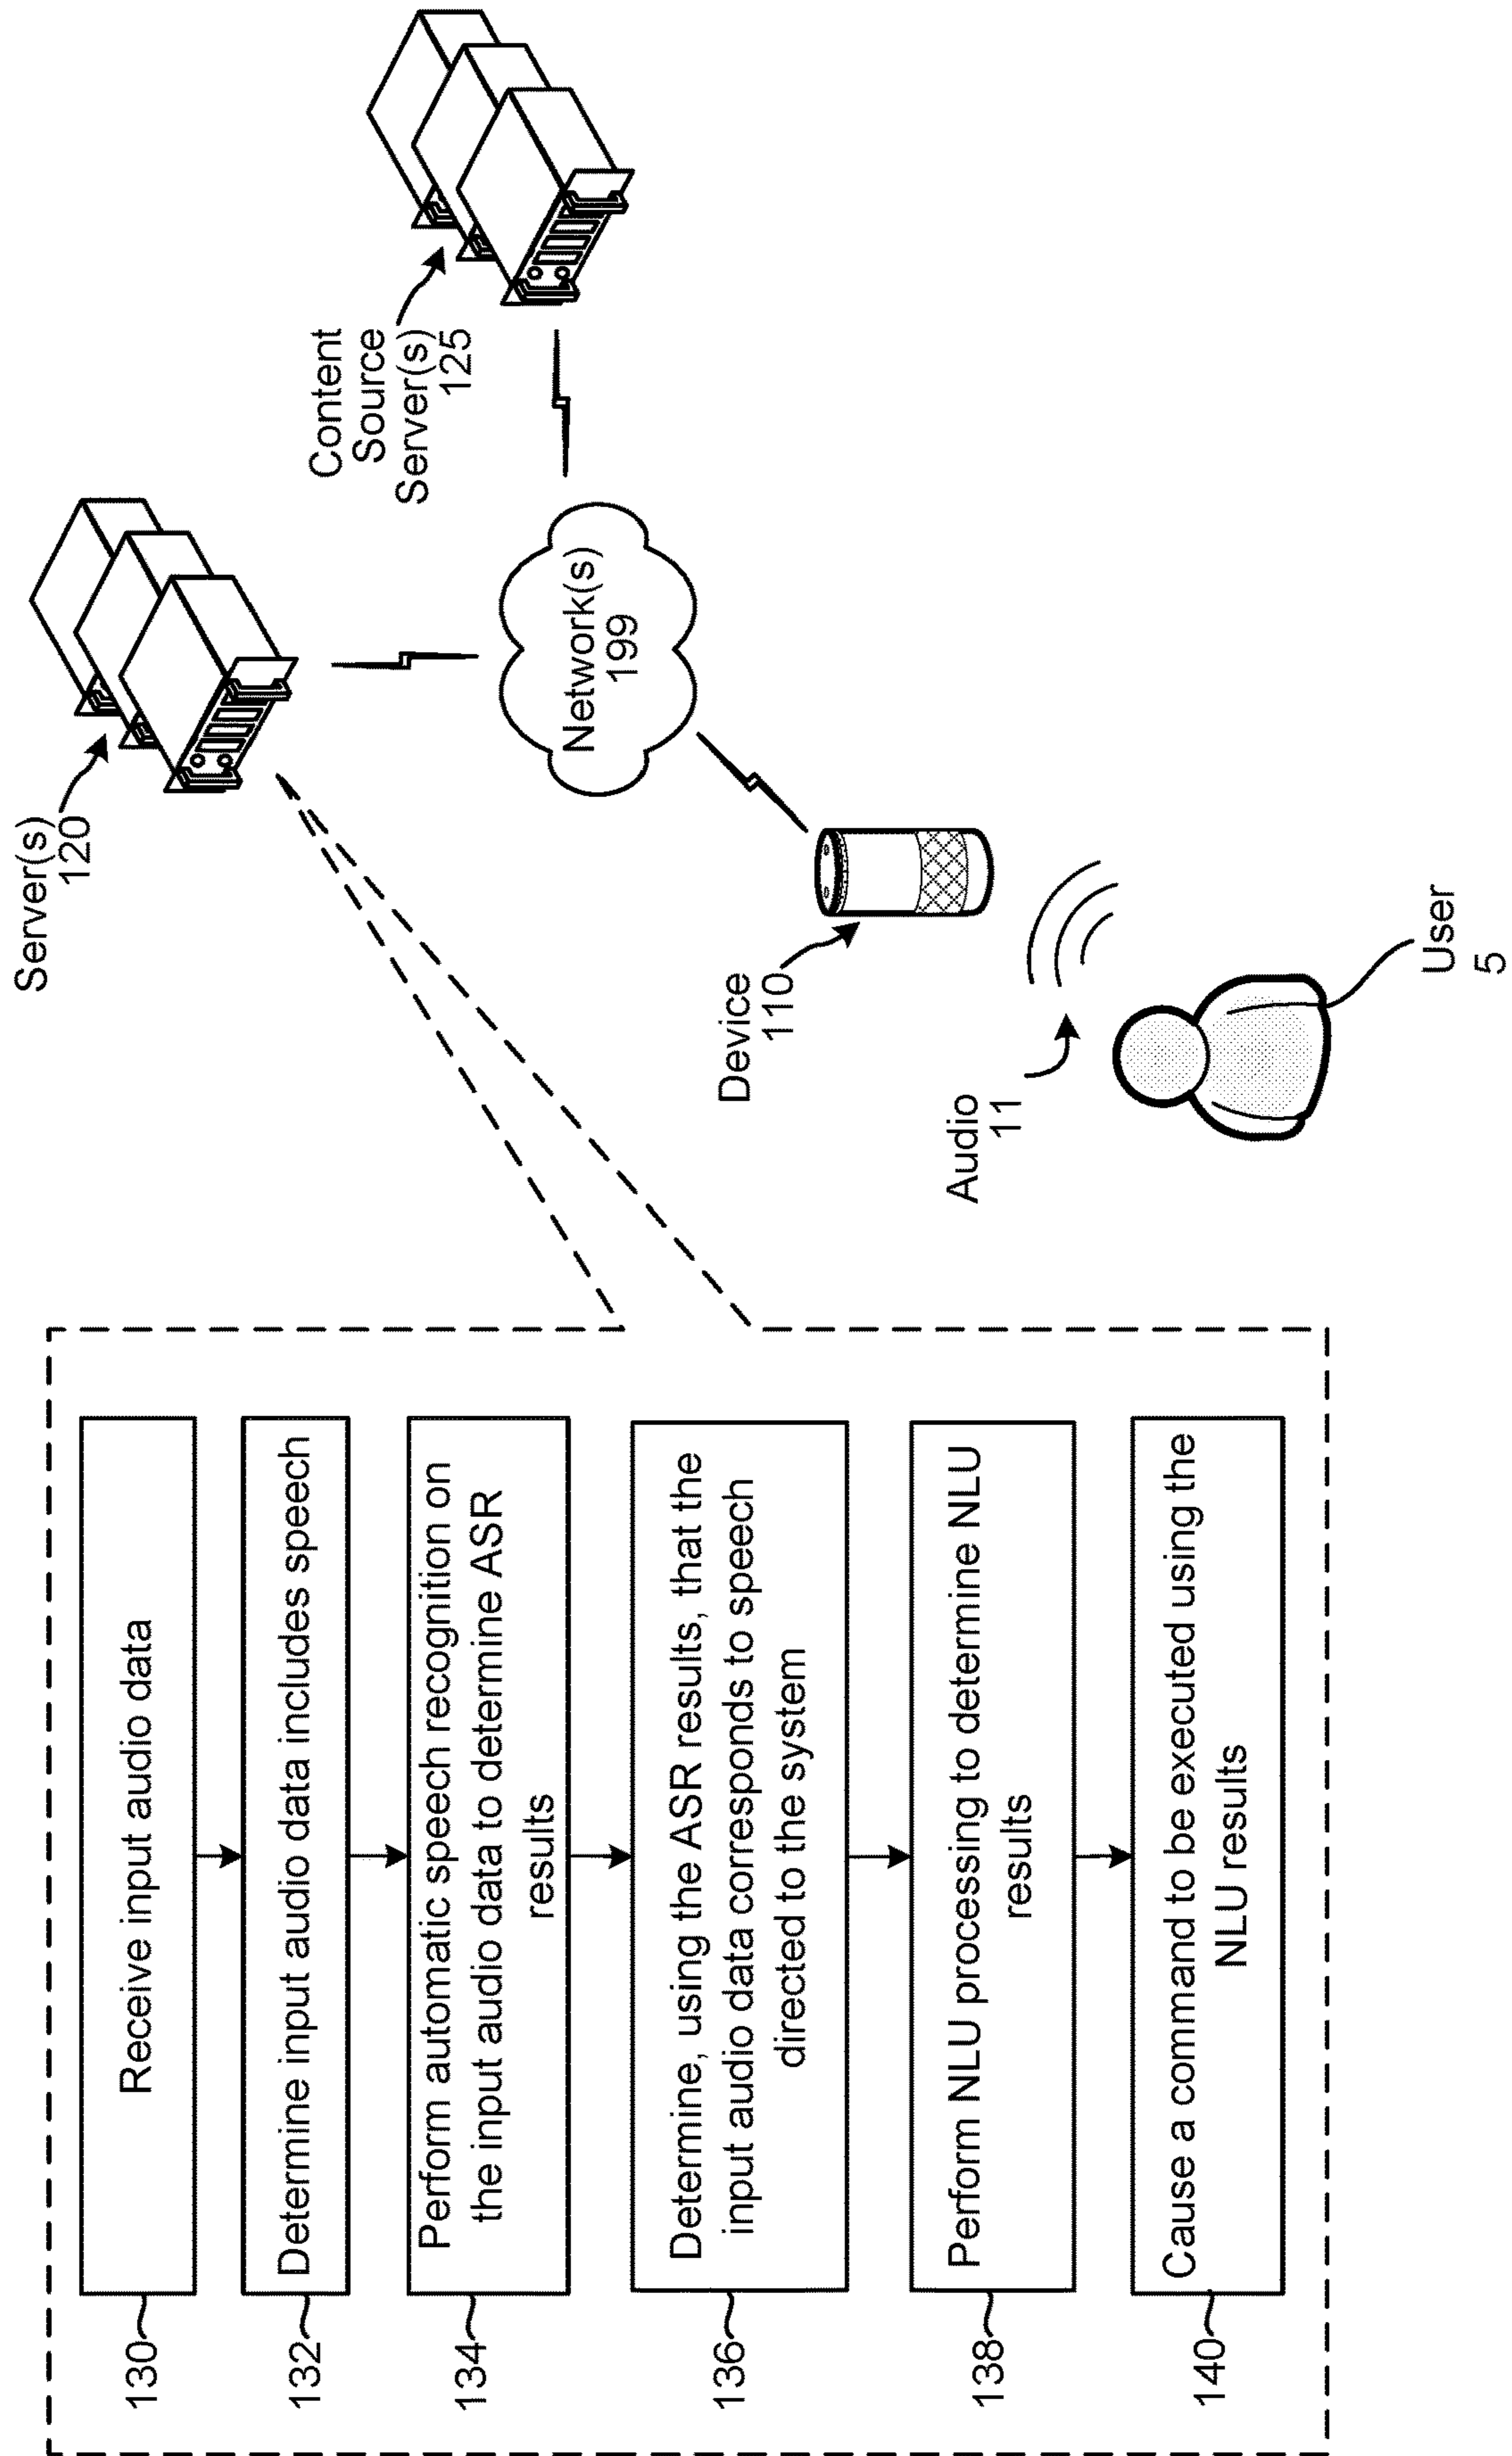 130
Receive input audio data
132
Determine input audio data includes speech
134
Perform automatic speech recognition on
the input audio data to determine ASR
results
136
Determine, using the ASR results, that the
input audio data corresponds to speech
directed to the system
138
Perform NLU processing to determine NLU
results
140
Cause a command to be executed using the
NLU results
Server(s)
120
Content
Source
Server(s)
125
Network(s)
199
Device
110
Audio
11
User
5